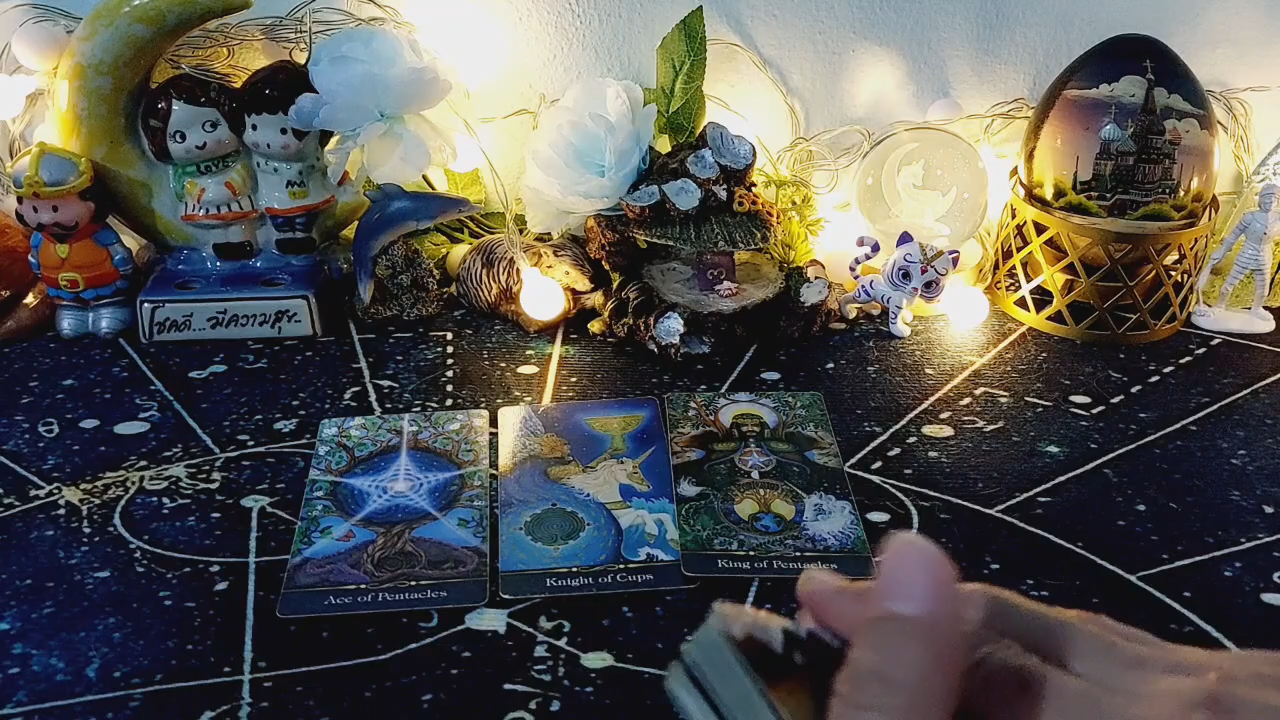 โชคดี...มีความสุข..
Ace of Pentacles
Knight of Cups
King of Pentacles